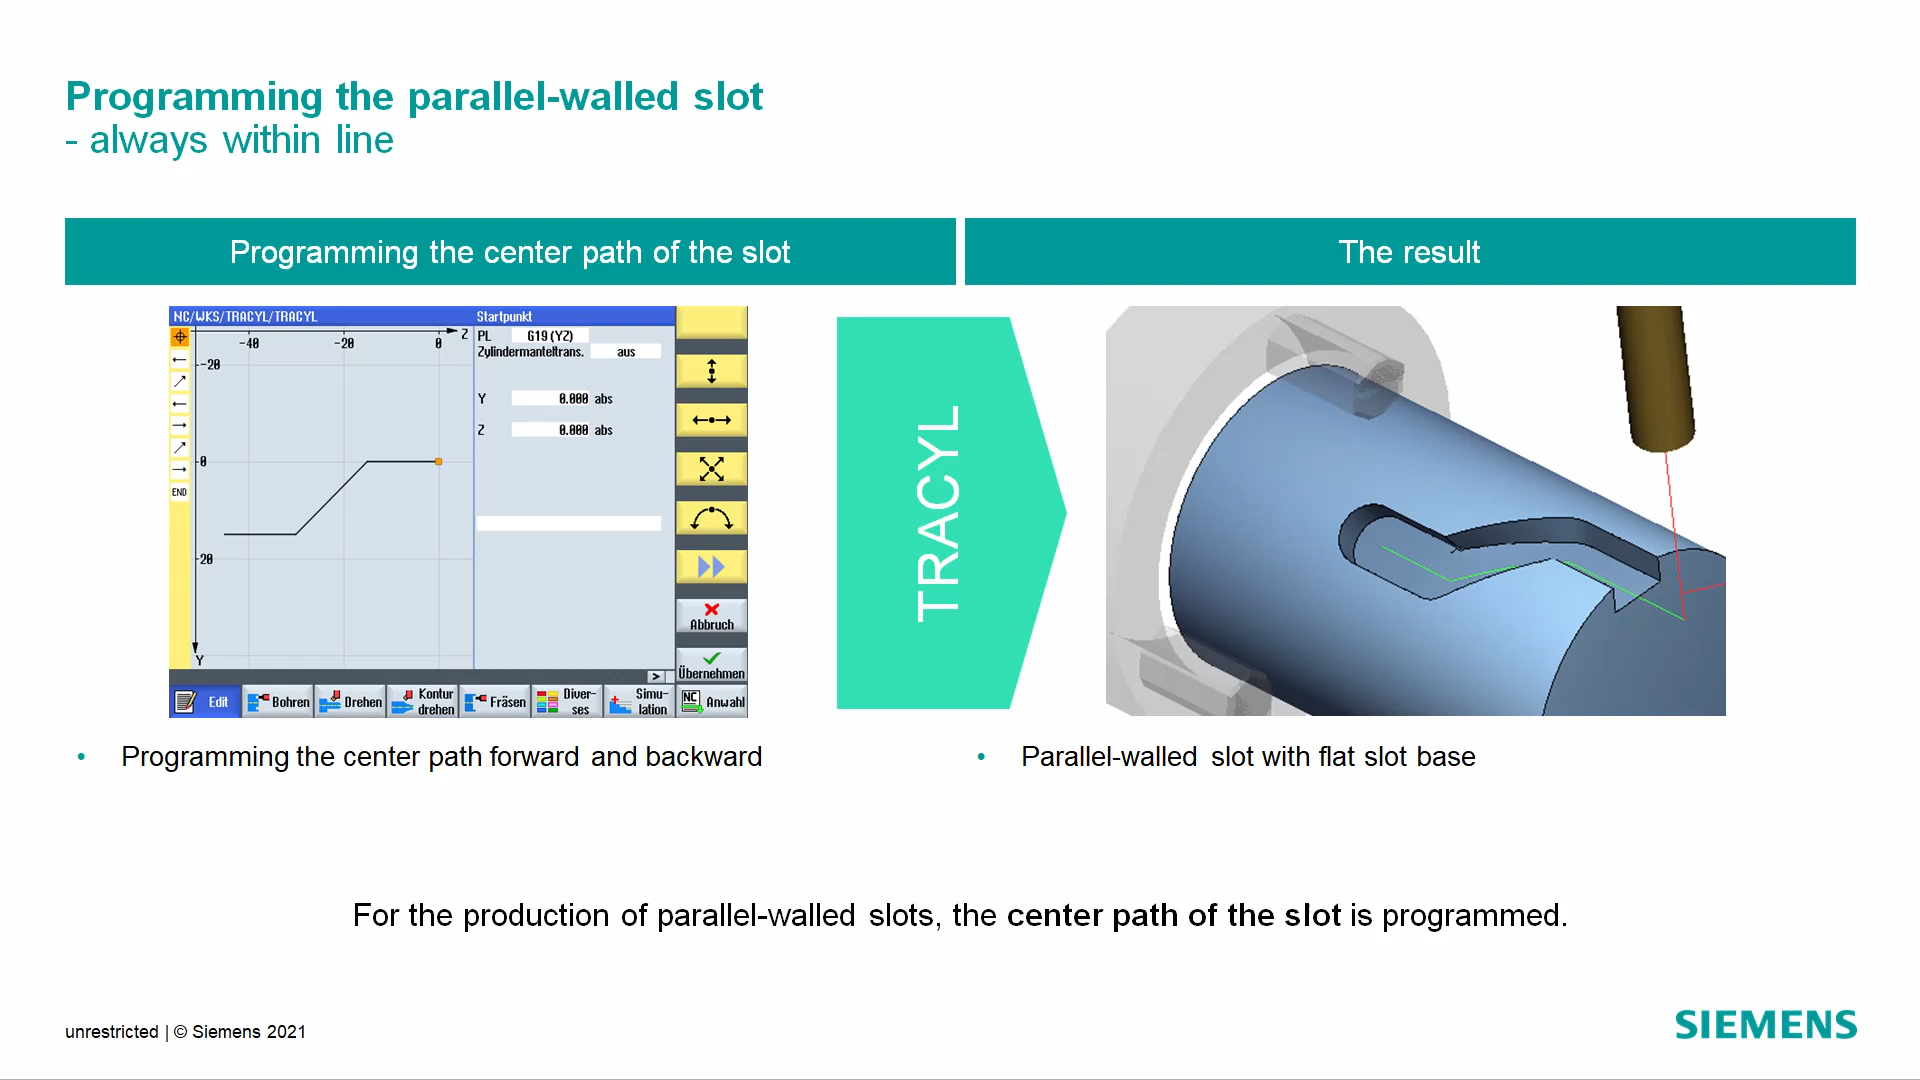 Programming the parallel-walled slot
- always within line
Programming the center path of the slot
The result
NC/WKS/TRACYL/TRACYL
Startpunkt
Z
-40
-20
0
-20
0
20
Y
END
PL G19(YZ)
Zylindermanteltrans. aus
Y 0.000 abs
Z 0.000 abs
Abbruch
Übernehmen
>
Edit
Bohren
Drehen
Kontur
drehen
Fräsen
Diver-
ses
Simu-
lation
NC
Anwahl
TRACYL
• Programming the center path forward and backward
• Parallel-walled slot with flat slot base
For the production of parallel-walled slots, the center path of the slot is programmed.
unrestricted | © Siemens 2021
SIEMENS